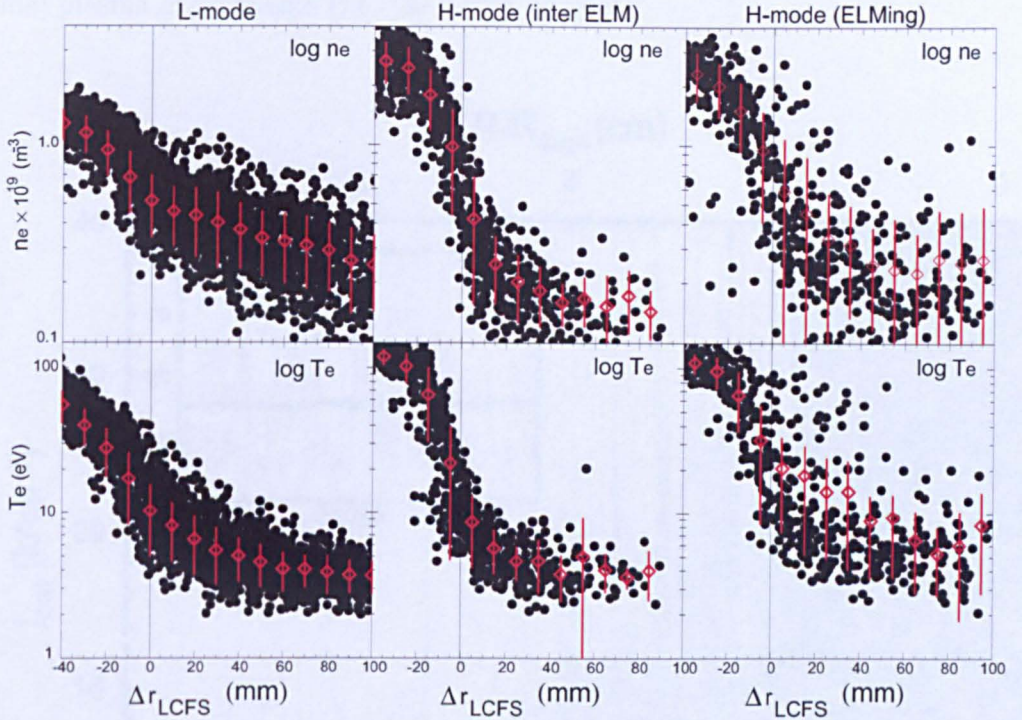 L-mode
H-mode (inter ELM)
H-mode (ELMing)
log ne
log ne
log ne
ne × 10^19 (m̄^3)
1.0
0.1
log Te
log Te
log Te
Te (eV)
100
10
1
-40 -20 0 20 40 60 80 100
-20 0 20 40 60 80 100
-20 0 20 40 60 80 100
Δr_LCFS (mm)
Δr_LCFS (mm)
Δr_LCFS (mm)